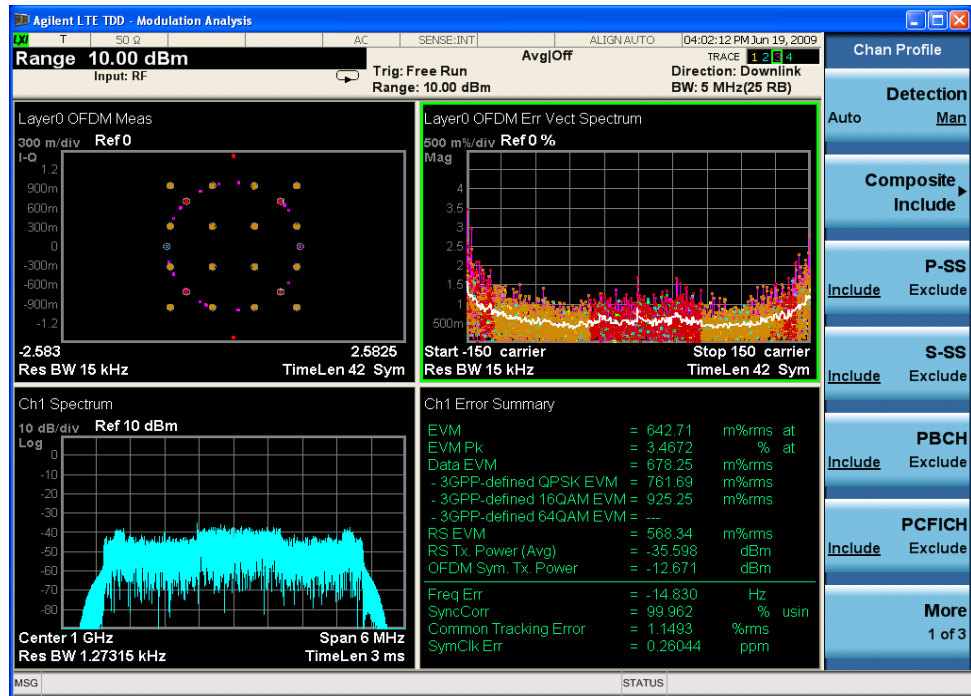 Agilent LTE TDD - Modulation Analysis
LXI T 50 Ω AC SENSE:INT ALIGN AUTO 04:02:12 PM Jun 19, 2009
Range 10.00 dBm
Input: RF
Avg|Off
Trig: Free Run
Range: 10.00 dBm
TRACE 1 2 3 4
Direction: Downlink
BW: 5 MHz(25 RB)
Layer0 OFDM Meas
300 m/div Ref 0
I-Q
1.2
900m
600m
300m
0
-300m
-600m
-900m
-1.2
-2.583 2.5825
Res BW 15 kHz TimeLen 42 Sym
Layer0 OFDM Err Vect Spectrum
500 m%/div Ref 0 %
Mag
4
3.5
3
2.5
2
1.5
1
500m
Start -150 carrier Stop 150 carrier
Res BW 15 kHz TimeLen 42 Sym
Ch1 Spectrum
10 dB/div Ref 10 dBm
Log
0
-10
-20
-30
-40
-50
-60
-70
-80
Center 1 GHz Span 6 MHz
Res BW 1.27315 kHz TimeLen 3 ms
Ch1 Error Summary
EVM = 642.71 m%rms at
EVM Pk = 3.4672 % at
Data EVM = 678.25 m%rms
- 3GPP-defined QPSK EVM = 761.69 m%rms
- 3GPP-defined 16QAM EVM = 925.25 m%rms
- 3GPP-defined 64QAM EVM = ---
RS EVM = 568.34 m%rms
RS Tx. Power (Avg) = -35.598 dBm
OFDM Sym. Tx. Power = -12.671 dBm
Freq Err = -14.830 Hz
SyncCorr = 99.962 % usin
Common Tracking Error = 1.1493 %rms
SymClk Err = 0.26044 ppm
MSG STATUS
Chan Profile
Detection
Auto Man
Composite
Include
P-SS
Include Exclude
S-SS
Include Exclude
PBCH
Include Exclude
PCFICH
Include Exclude
More
1 of 3